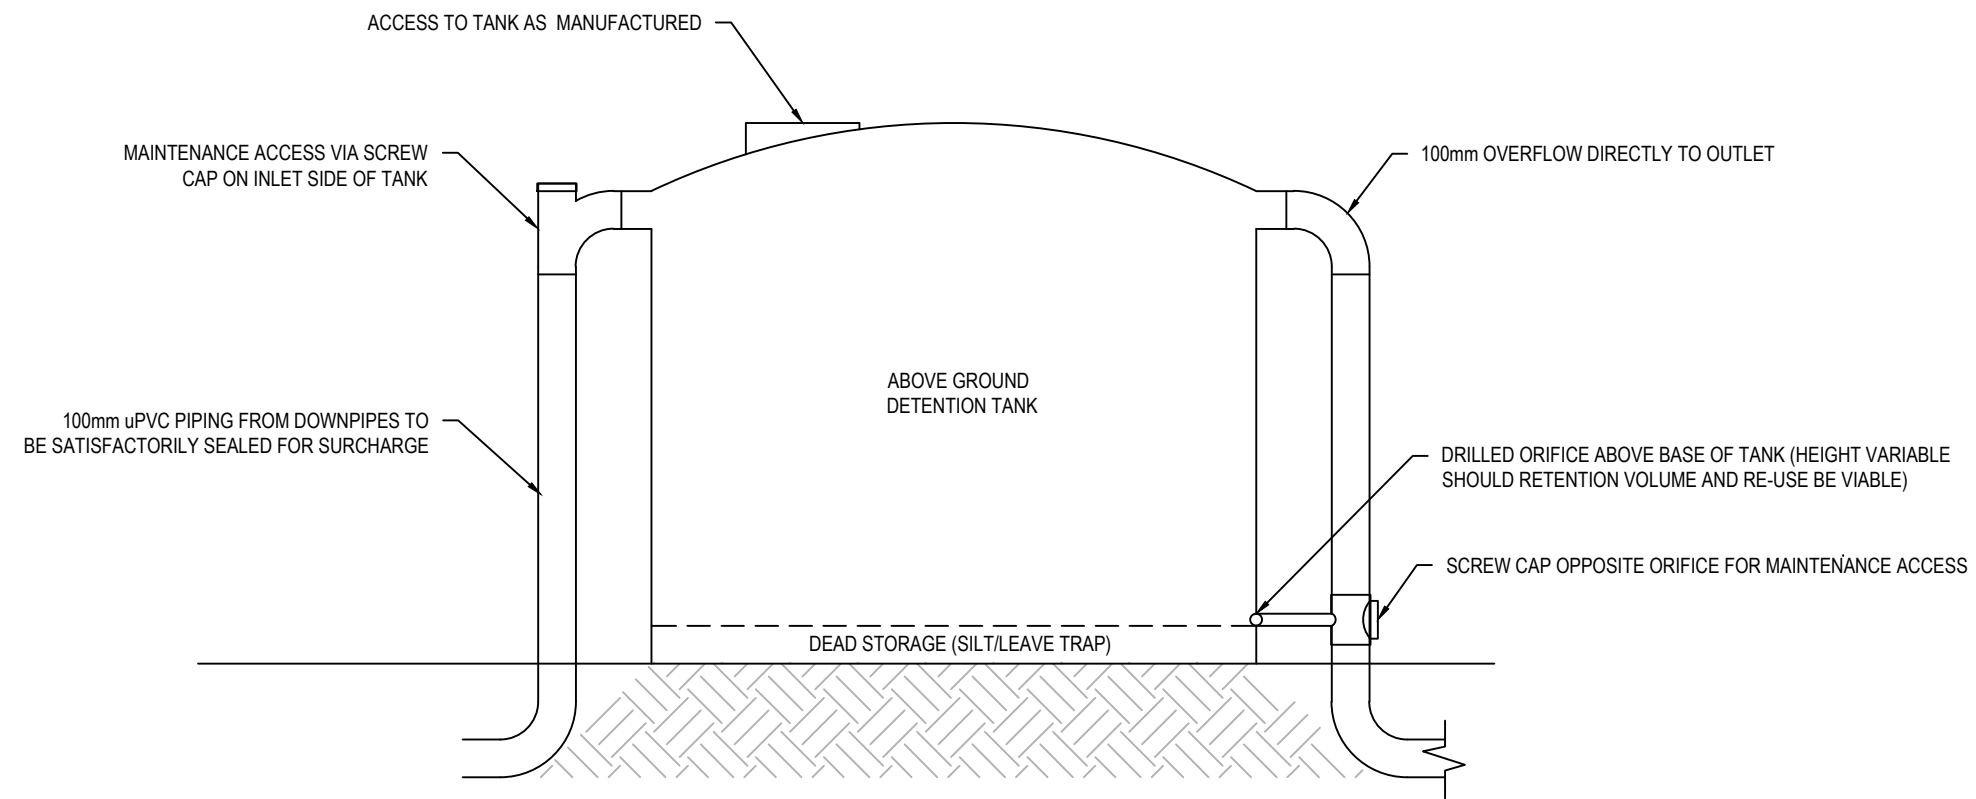 ACCESS TO TANK AS MANUFACTURED
MAINTENANCE ACCESS VIA SCREW
CAP ON INLET SIDE OF TANK
100mm OVERFLOW DIRECTLY TO OUTLET
ABOVE GROUND
DETENTION TANK
100mm uPVC PIPING FROM DOWNPIPES TO
BE SATISFACTORILY SEALED FOR SURCHARGE
DRILLED ORIFICE ABOVE BASE OF TANK (HEIGHT VARIABLE
SHOULD RETENTION VOLUME AND RE-USE BE VIABLE)
SCREW CAP OPPOSITE ORIFICE FOR MAINTENANCE ACCESS
DEAD STORAGE (SILT/LEAVE TRAP)